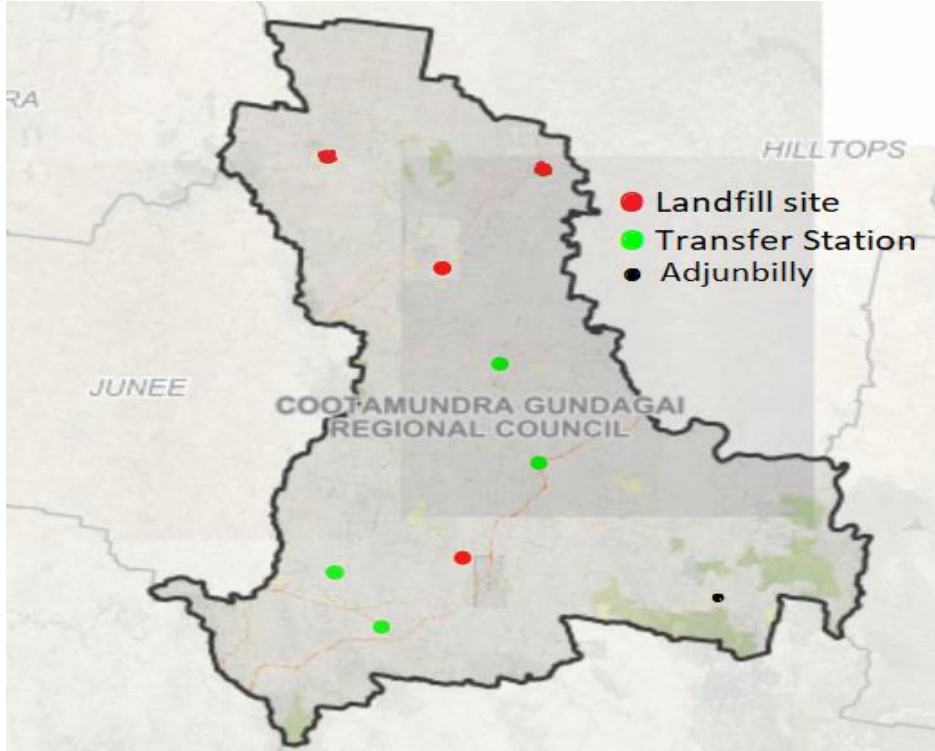 RA
HILLTOPS
Landfill site
Transfer Station
Adjunbilly
JUNEE
COOTAMUNDRA GUNDAGAI
REGIONAL COUNCIL